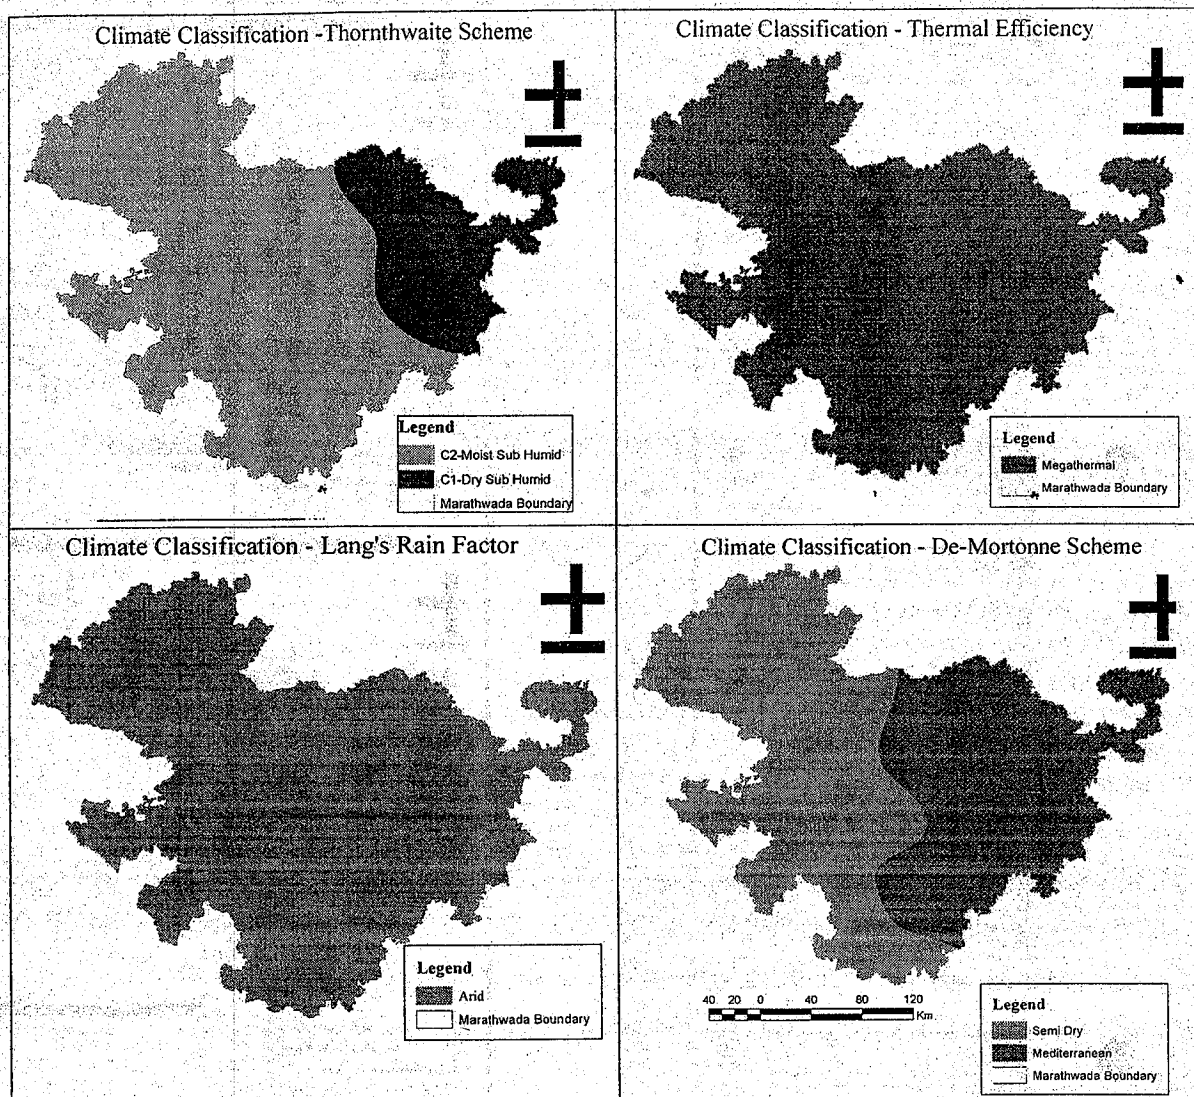 Climate Classification -Thornthwaite Scheme
Legend
C2-Moist Sub Humid
C1-Dry Sub Humid
Marathwada Boundary
Climate Classification - Thermal Efficiency
Legend
Megathermal
Marathwada Boundary
Climate Classification - Lang's Rain Factor
Legend
Arid
Marathwada Boundary
Climate Classification - De-Mortonne Scheme
40 20 0 40 80 120
Km
Legend
Semi Dry
Mediterranean
Marathwada Boundary